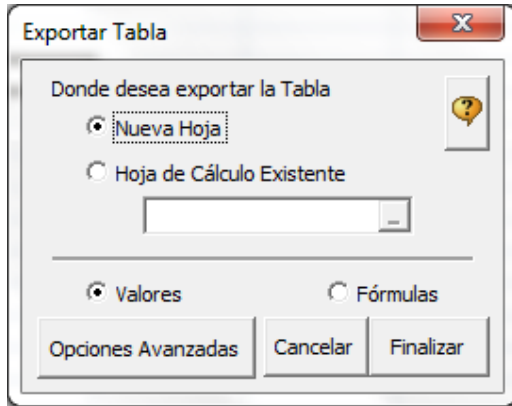 Exportar Tabla
Donde desea exportar la Tabla
Nueva Hoja
Hoja de Cálculo Existente
Valores
Fórmulas
Opciones Avanzadas
Cancelar
Finalizar